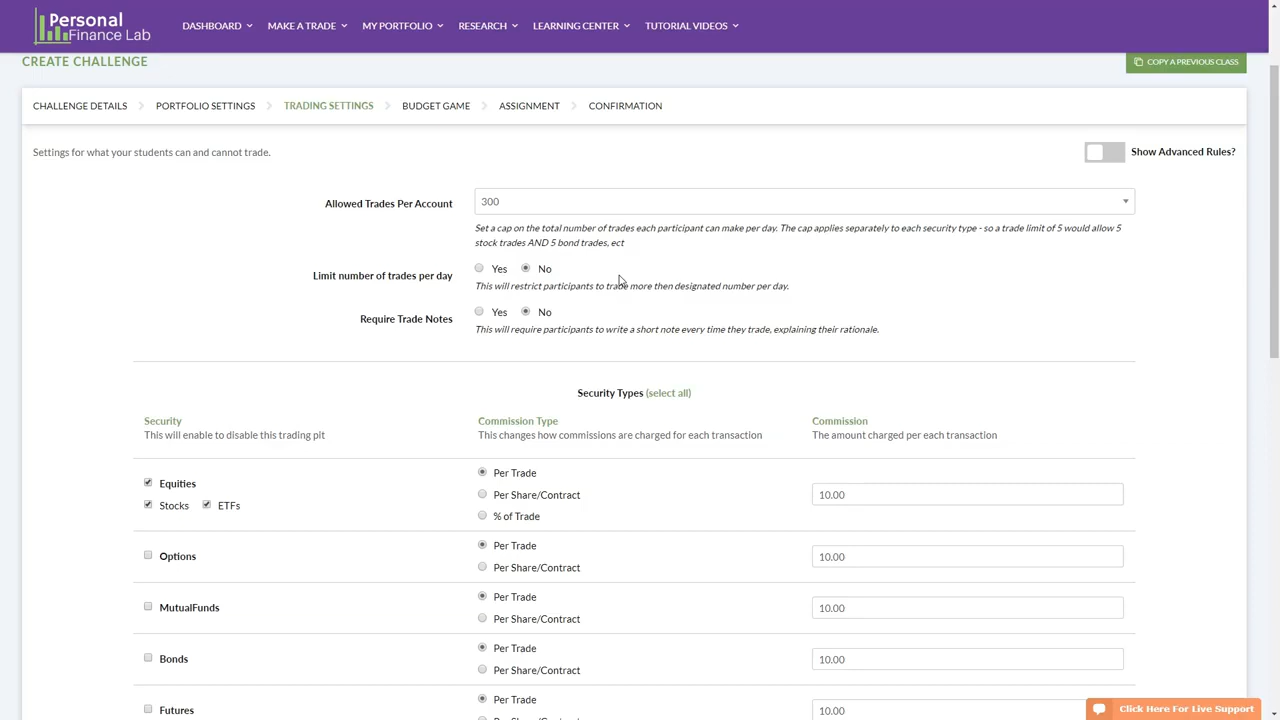 Personal
Finance Lab
DASHBOARD
MAKE A TRADE
MY PORTFOLIO
RESEARCH
LEARNING CENTER
TUTORIAL VIDEOS
CREATE CHALLENGE
COPY A PREVIOUS CLASS
CHALLENGE DETAILS
PORTFOLIO SETTINGS
TRADING SETTINGS
BUDGET GAME
ASSIGNMENT
CONFIRMATION
Settings for what your students can and cannot trade.
Show Advanced Rules?
Allowed Trades Per Account
300
Set a cap on the total number of trades each participant can make per day. The cap applies separately to each security type - so a trade limit of 5 would allow 5
stock trades AND 5 bond trades, ect
Limit number of trades per day
Yes No
This will restrict participants to trade more then designated number per day.
Require Trade Notes
Yes No
This will require participants to write a short note every time they trade, explaining their rationale.
Security Types (select all)
Security
This will enable to disable this trading pit
Commission Type
This changes how commissions are charged for each transaction
Commission
The amount charged per each transaction
Equities
Stocks ETFs
Per Trade
Per Share/Contract
% of Trade
10.00
Options
Per Trade
Per Share/Contract
10.00
MutualFunds
Per Trade
Per Share/Contract
10.00
Bonds
Per Trade
Per Share/Contract
10.00
Futures
Per Trade
10.00
Click Here For Live Support